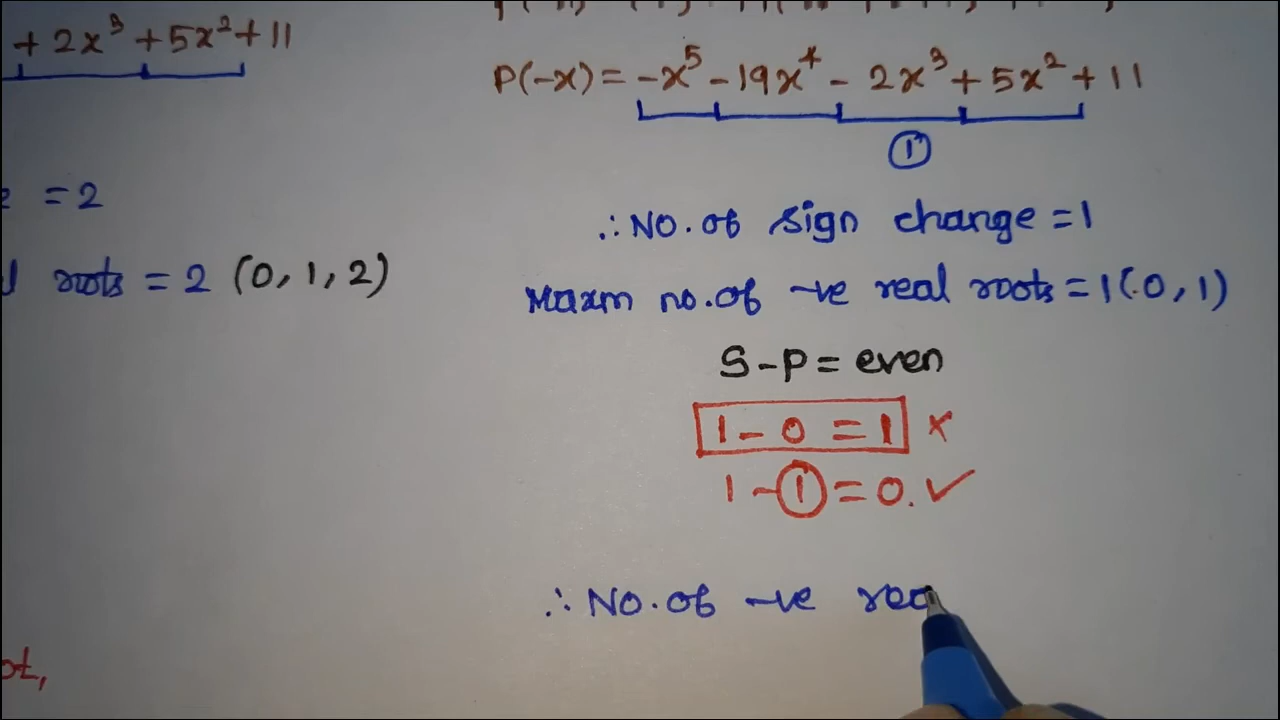 + 2x³ + 5x² + 11
= 2
roots = 2 (0, 1, 2)
P(-x) = -x⁵ - 19x⁴ - 2x³ + 5x² + 11
1
∴ No. of sign change = 1
Maxm no. of -ve real roots = 1 (0, 1)
S - P = even
1 - 0 = 1 ×
1 - 1 = 0. ✓
∴ No. of -ve rea